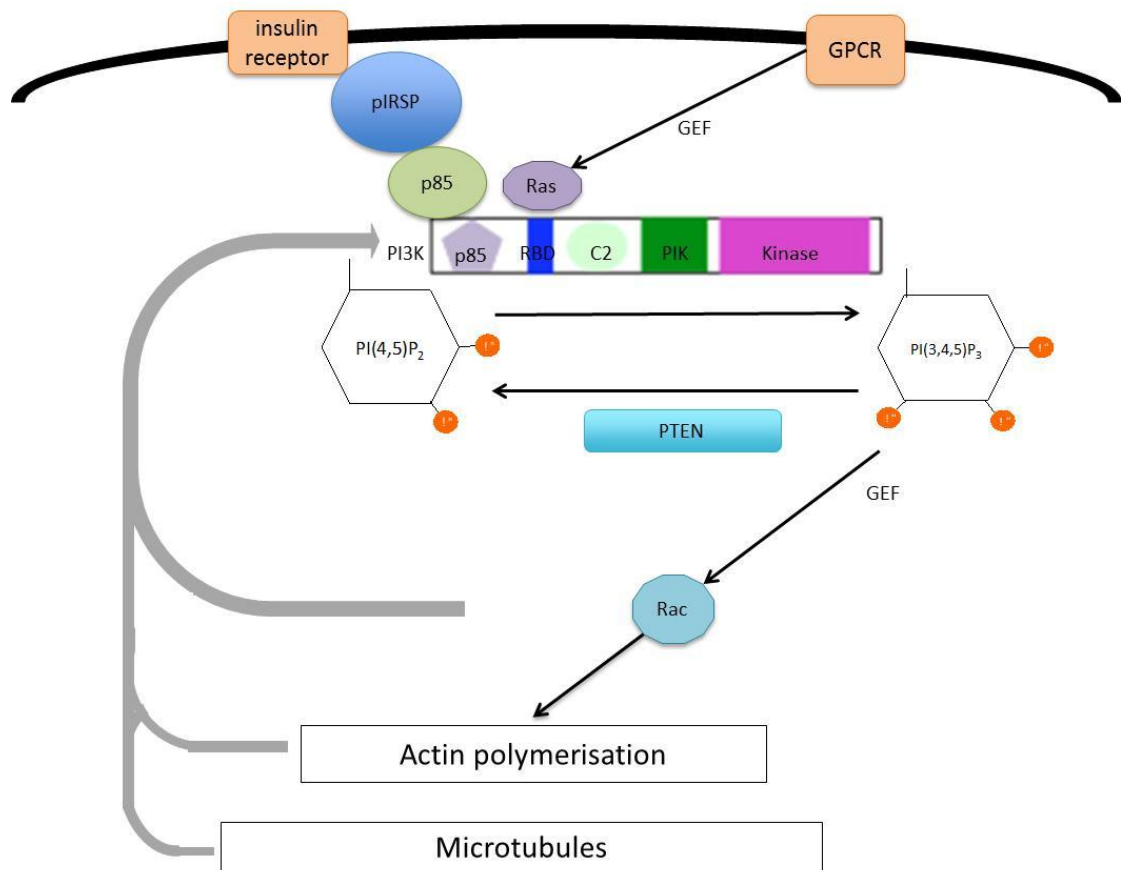 insulin
receptor
GPCR
pIRSP
GEF
p85
Ras
PI3K
p85
RBD
C2
PIK
Kinase
PI(4,5)P₂
PI(3,4,5)P₃
PTEN
GEF
Rac
Actin polymerisation
Microtubules